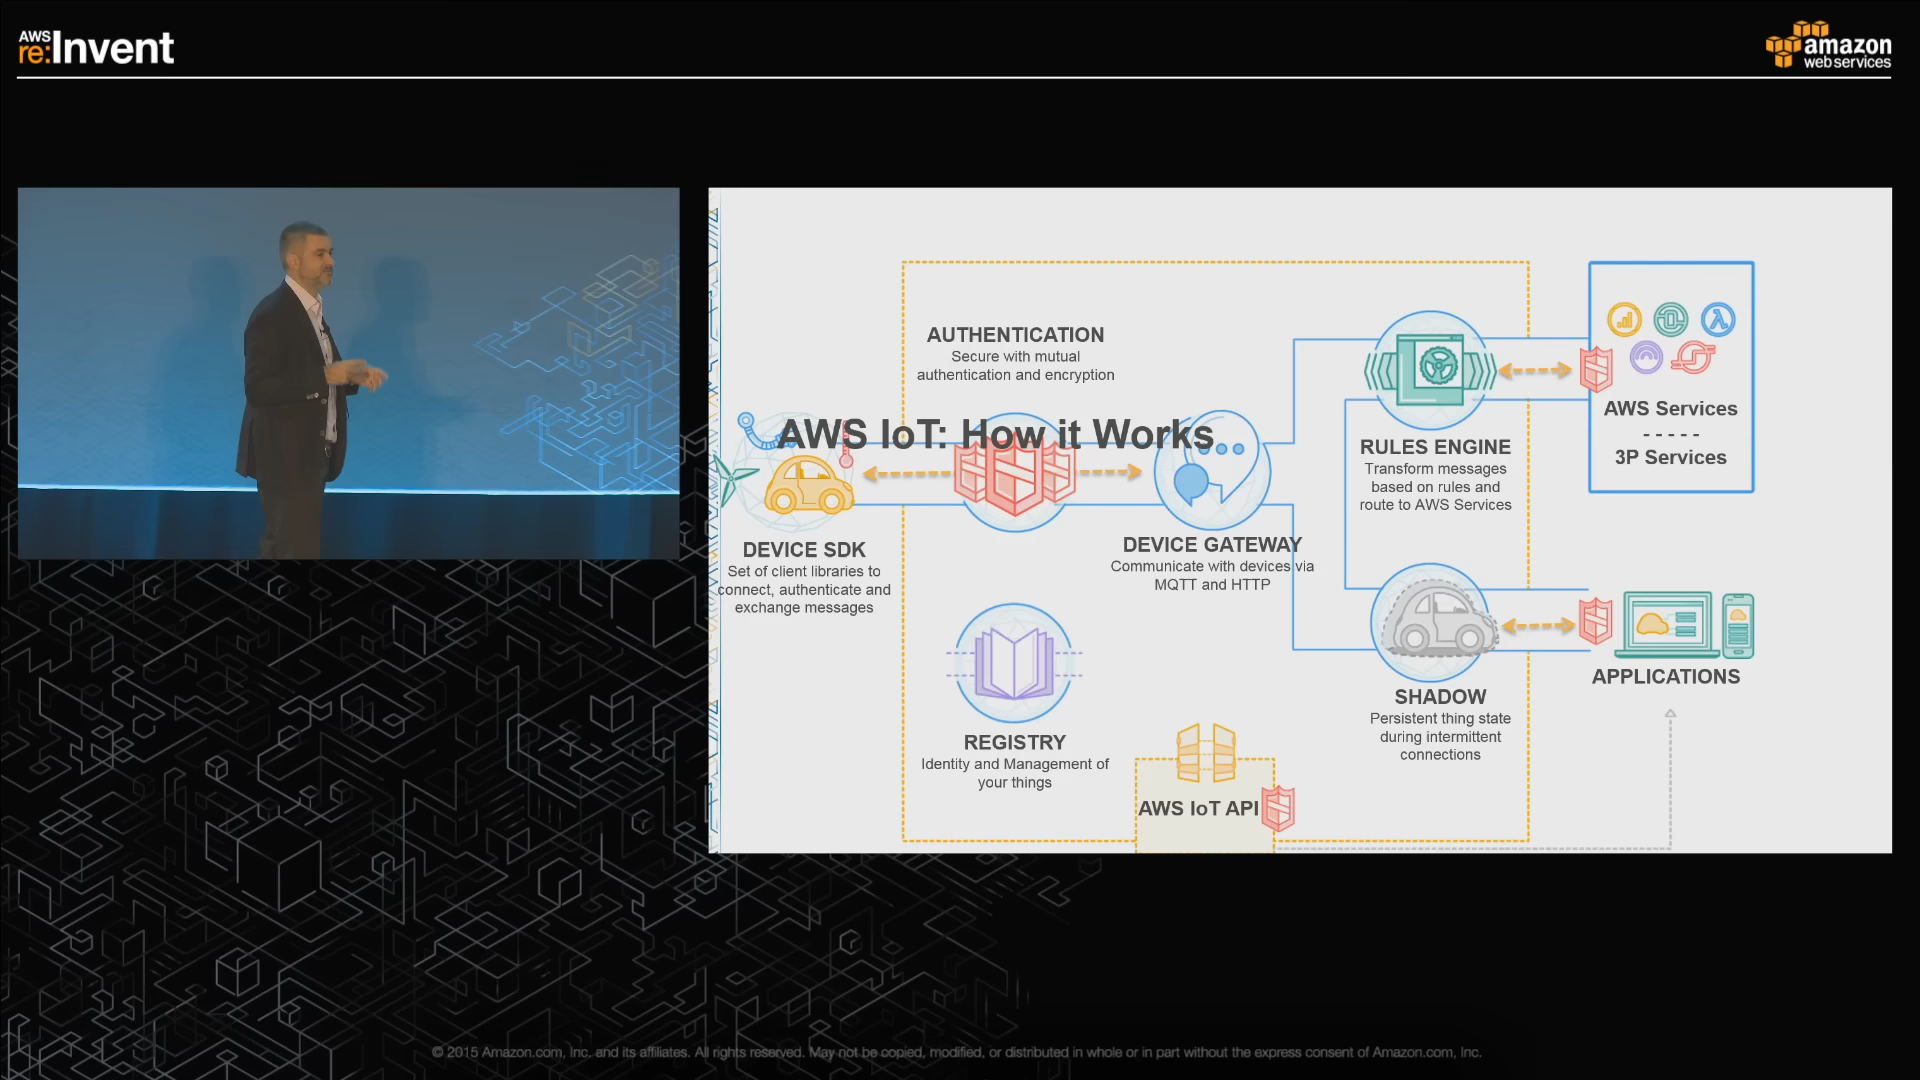 AWS
re:Invent
amazon
web services
AUTHENTICATION
Secure with mutual
authentication and encryption
AWS IoT: How it Works
DEVICE SDK
Set of client libraries to
connect, authenticate and
exchange messages
DEVICE GATEWAY
Communicate with devices via
MQTT and HTTP
RULES ENGINE
Transform messages
based on rules and
route to AWS Services
AWS Services
- - - - -
3P Services
REGISTRY
Identity and Management of
your things
SHADOW
Persistent thing state
during intermittent
connections
APPLICATIONS
AWS IoT API
© 2015 Amazon.com, Inc. and its affiliates. All rights reserved. May not be copied, modified, or distributed in whole or in part without the express consent of Amazon.com, Inc.